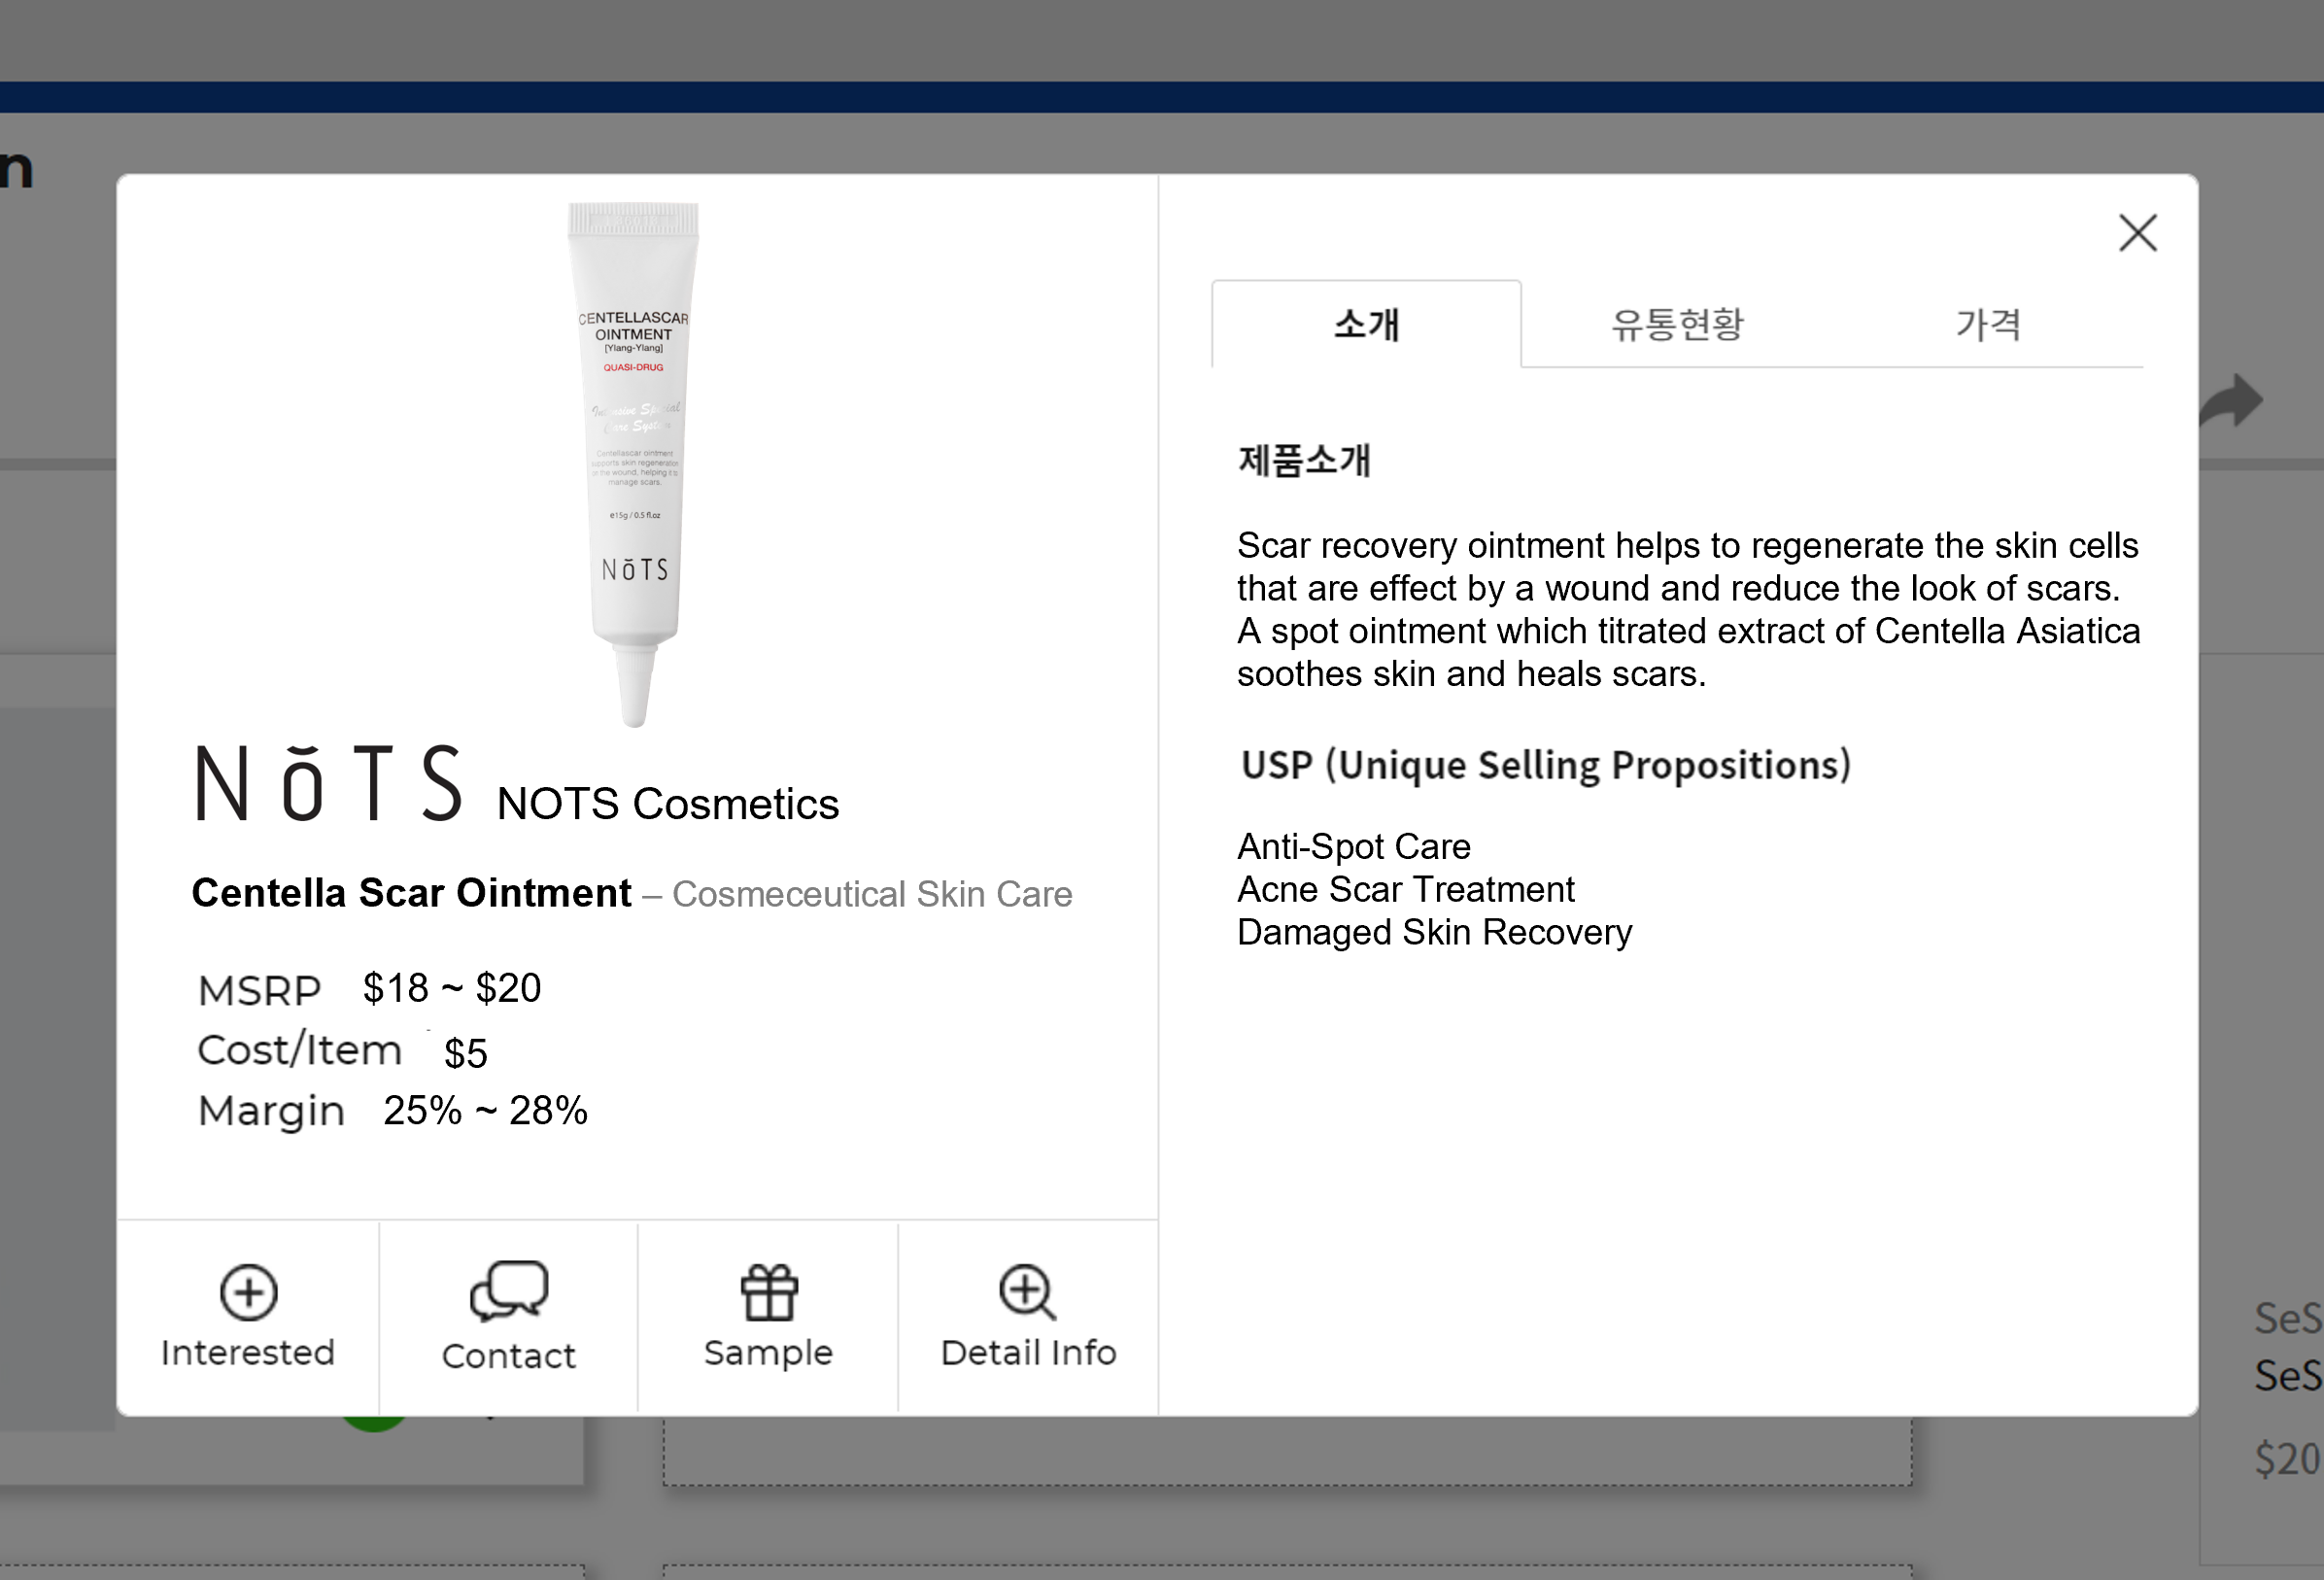 n
CENTELLASCAR
OINTMENT
[Ylang-Ylang]
QUASI-DRUG
Intensive Special
Care System
Centellascar ointment
supports skin regeneration
on the wound, helping it to
manage scars.
e15g / 0.5 fl.oz
NŏTS
NŏTS NOTS Cosmetics
Centella Scar Ointment – Cosmeceutical Skin Care
MSRP $18 ~ $20
Cost/Item $5
Margin 25% ~ 28%
Interested
Contact
Sample
Detail Info
소개 유통현황 가격
제품소개
Scar recovery ointment helps to regenerate the skin cells
that are effect by a wound and reduce the look of scars.
A spot ointment which titrated extract of Centella Asiatica
soothes skin and heals scars.
USP (Unique Selling Propositions)
Anti-Spot Care
Acne Scar Treatment
Damaged Skin Recovery
SeS
SeS
$20